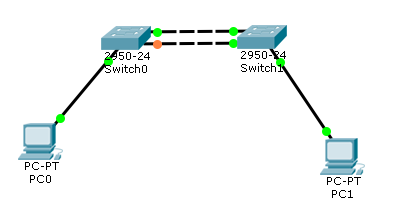 2950-24
Switch0
2950-24
Switch1
PC-PT
PC0
PC-PT
PC1